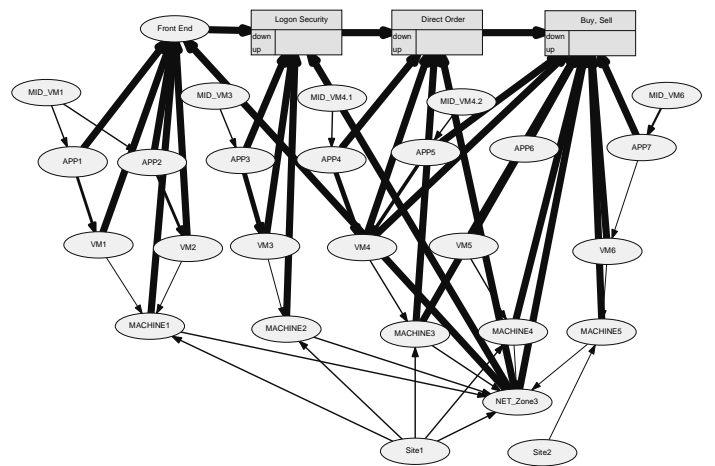 Front End
Logon Security
down
up
Direct Order
down
up
Buy, Sell
down
up
MID_VM1
MID_VM3
MID_VM4.1
MID_VM4.2
MID_VM6
APP1
APP2
APP3
APP4
APP5
APP6
APP7
VM1
VM2
VM3
VM4
VM5
VM6
MACHINE1
MACHINE2
MACHINE3
MACHINE4
MACHINE5
NET_Zone3
Site1
Site2